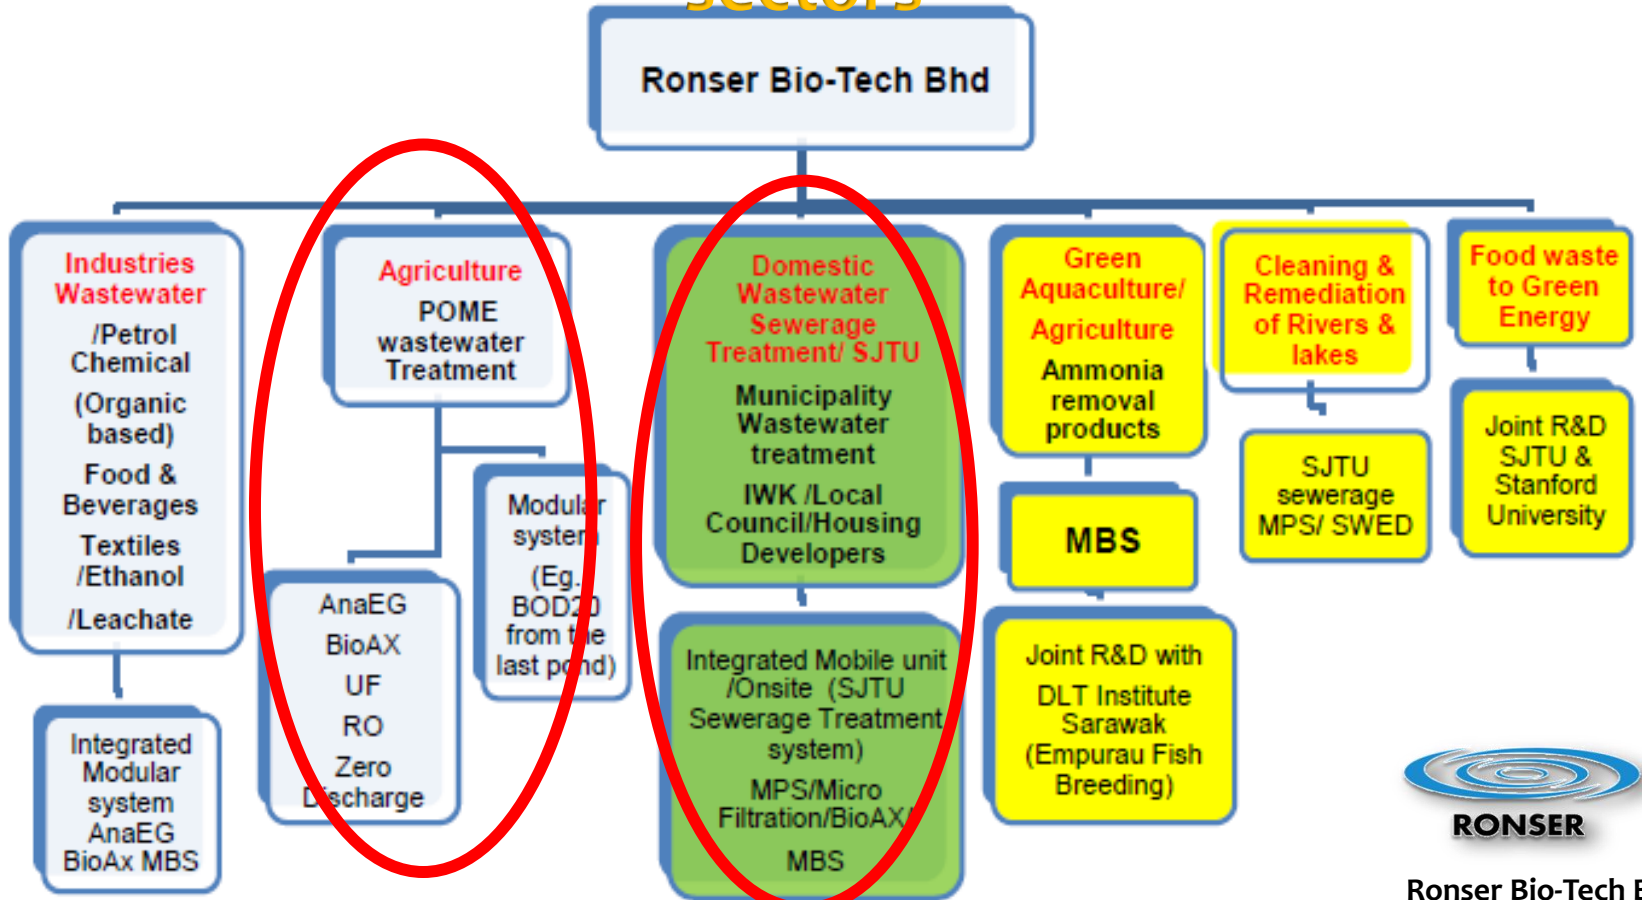 sectors
Ronser Bio-Tech Bhd
Industries
Wastewater
/Petrol
Chemical
(Organic
based)
Food &
Beverages
Textiles
/Ethanol
/Leachate
Integrated
Modular
system
AnaEG
BioAx MBS
Agriculture
POME
wastewater
Treatment
AnaEG
BioAX
UF
RO
Zero
Discharge
Modular
system
(Eg.
BOD20
from the
last pond)
Domestic
Wastewater
Sewerage
Treatment/ SJTU
Municipality
Wastewater
treatment
IWK /Local
Council/Housing
Developers
Integrated Mobile unit
/Onsite (SJTU
Sewerage Treatment
system)
MPS/Micro
Filtration/BioAX/
MBS
Green
Aquaculture/
Agriculture
Ammonia
removal
products
MBS
Joint R&D with
DLT Institute
Sarawak
(Empurau Fish
Breeding)
Cleaning &
Remediation
of Rivers &
lakes
SJTU
sewerage
MPS/ SWED
Food waste
to Green
Energy
Joint R&D
SJTU &
Stanford
University
RONSER
Ronser Bio-Tech B